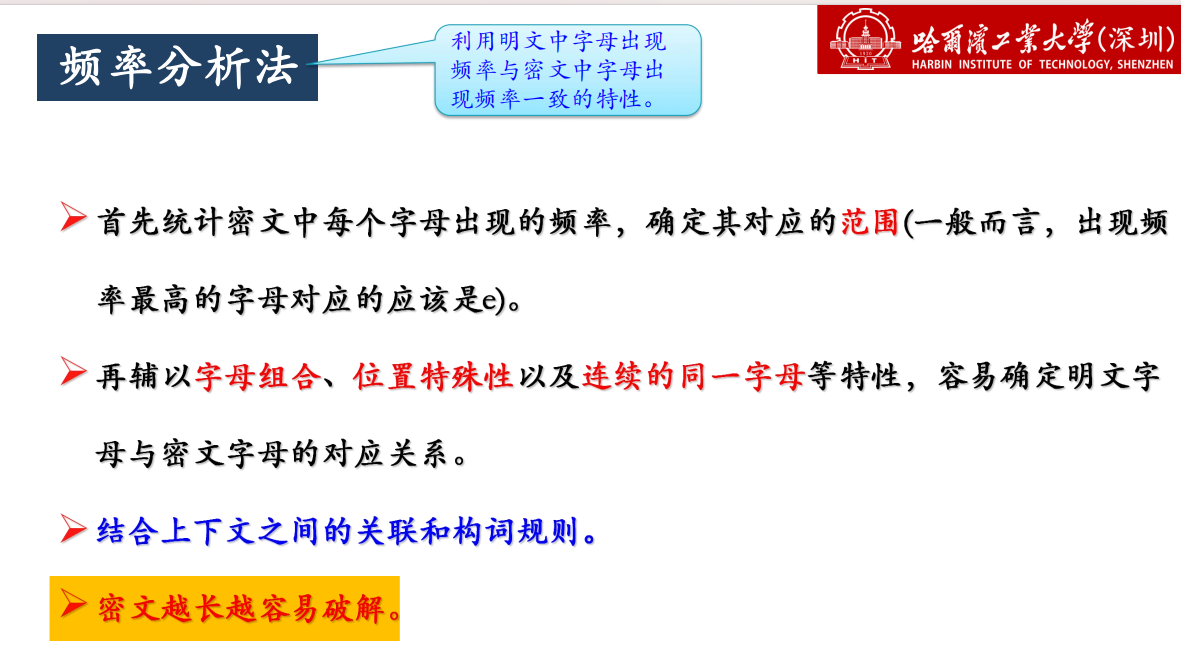 频率分析法
利用明文中字母出现
频率与密文中字母出
现频率一致的特性。
哈爾濱工業大學(深圳)
HARBIN INSTITUTE OF TECHNOLOGY, SHENZHEN
HIT
首先统计密文中每个字母出现的频率，确定其对应的范围(一般而言，出现频
率最高的字母对应的应该是e)。
再辅以字母组合、位置特殊性以及连续的同一字母等特性，容易确定明文字
母与密文字母的对应关系。
结合上下文之间的关联和构词规则。
密文越长越容易破解。